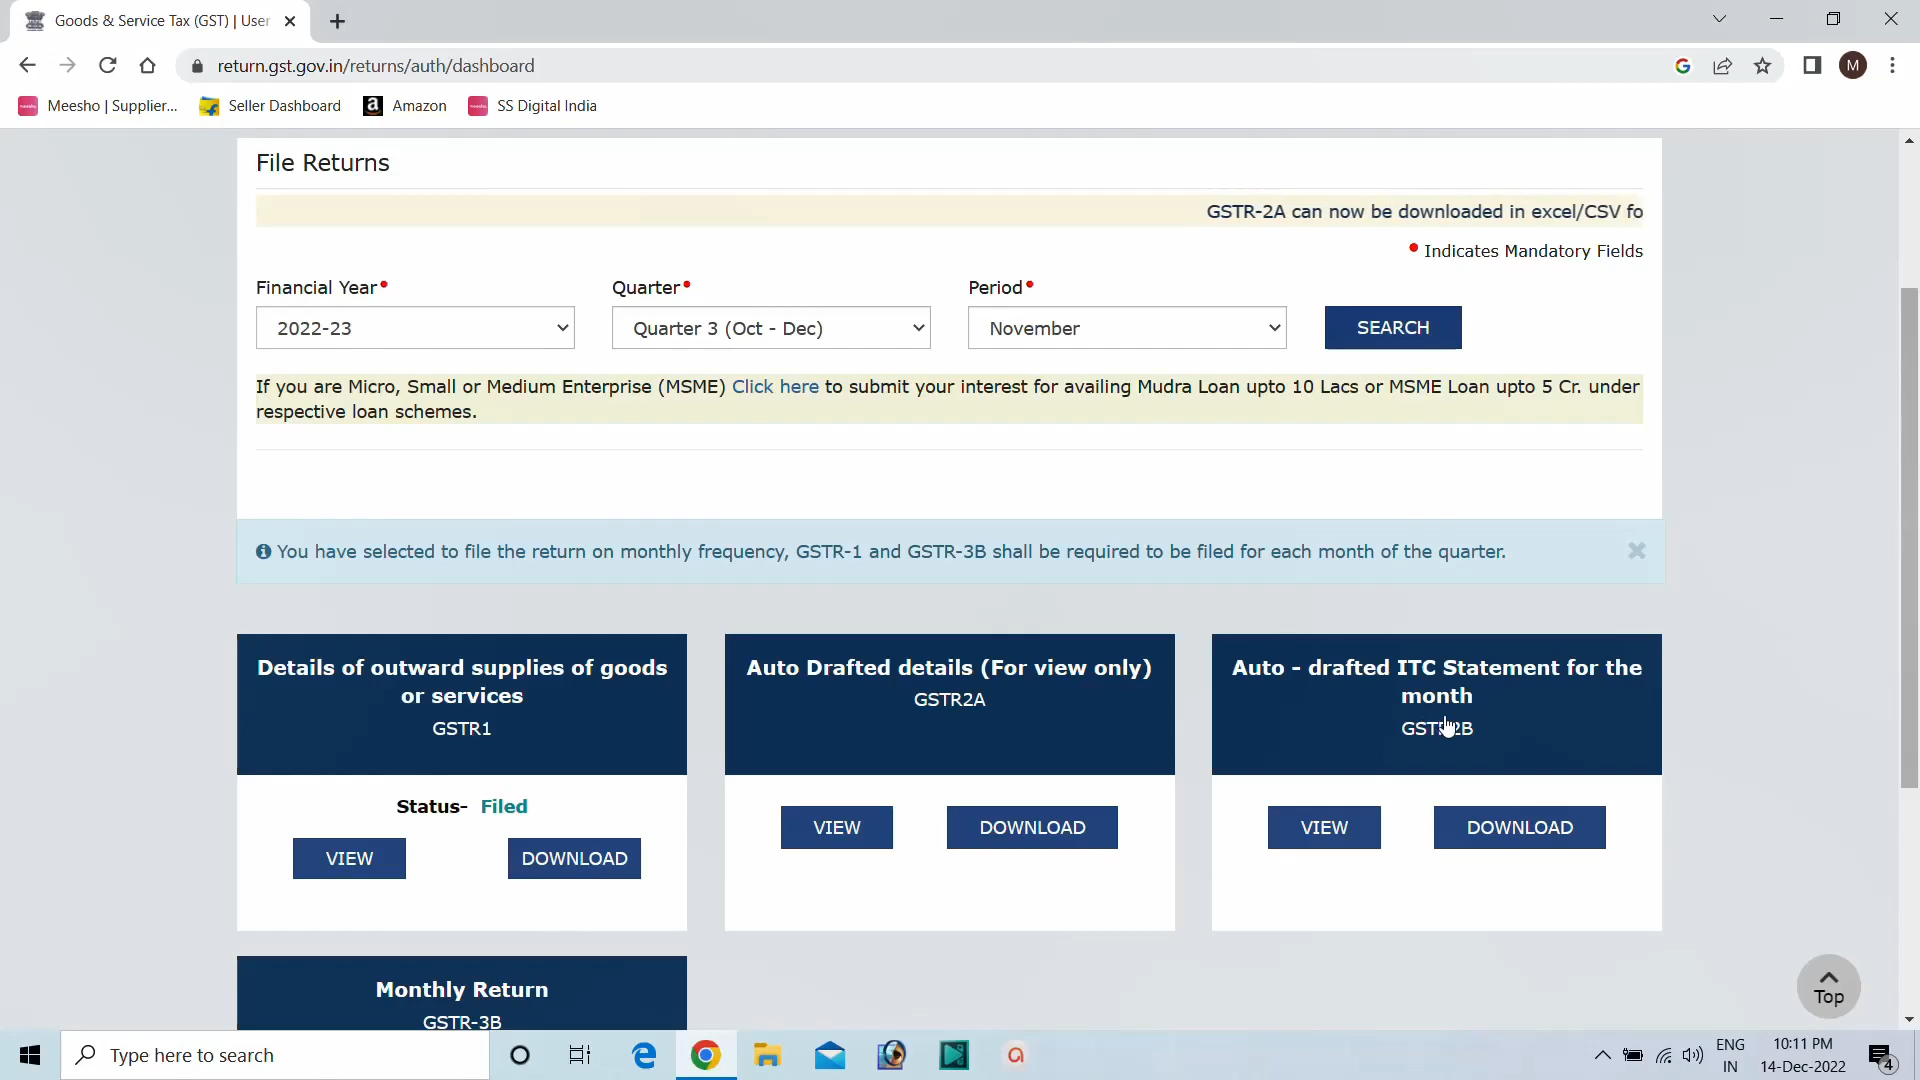 Goods & Service Tax (GST) | User
return.gst.gov.in/returns/auth/dashboard
M
Meesho | Supplier...
Seller Dashboard
Amazon
SS Digital India
File Returns
GSTR-2A can now be downloaded in excel/CSV fo
• Indicates Mandatory Fields
Financial Year•
Quarter•
Period•
2022-23
Quarter 3 (Oct - Dec)
November
SEARCH
If you are Micro, Small or Medium Enterprise (MSME) Click here to submit your interest for availing Mudra Loan upto 10 Lacs or MSME Loan upto 5 Cr. under
respective loan schemes.
You have selected to file the return on monthly frequency, GSTR-1 and GSTR-3B shall be required to be filed for each month of the quarter.
Details of outward supplies of goods
or services
GSTR1
Status- Filed
VIEW
DOWNLOAD
Auto Drafted details (For view only)
GSTR2A
VIEW
DOWNLOAD
Auto - drafted ITC Statement for the
month
GSTR2B
VIEW
DOWNLOAD
Monthly Return
GSTR-3B
Top
Type here to search
ENG
IN
10:11 PM
14-Dec-2022
4